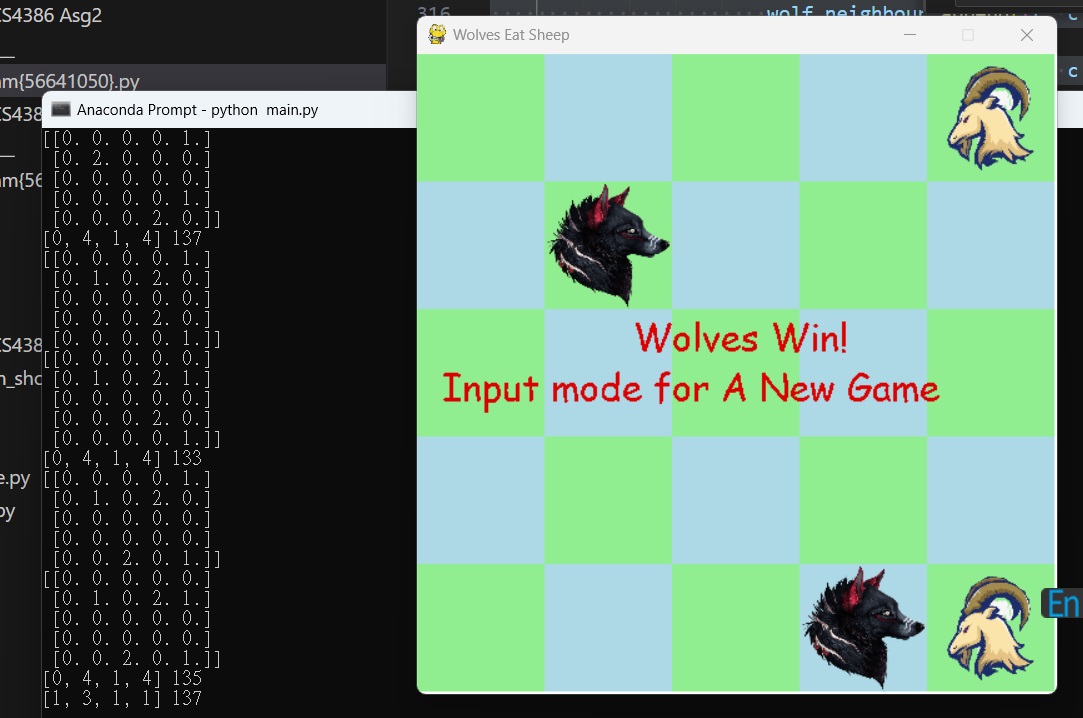 S4386 Asg2
m{56641050}.py
S438
m{56
S438
n_shc
e.py
py
316
wolf_neighbour
c
c
Anaconda Prompt - python  main.py
[[0. 0. 0. 0. 1.]
[0. 2. 0. 0. 0.]
[0. 0. 0. 0. 0.]
[0. 0. 0. 0. 1.]
[0. 0. 0. 2. 0.]]
[0, 4, 1, 4] 137
[[0. 0. 0. 0. 1.]
[0. 1. 0. 2. 0.]
[0. 0. 0. 0. 0.]
[0. 0. 0. 2. 0.]
[0. 0. 0. 0. 1.]]
[[0. 0. 0. 0. 0.]
[0. 1. 0. 2. 1.]
[0. 0. 0. 0. 0.]
[0. 0. 0. 2. 0.]
[0. 0. 0. 0. 1.]]
[0, 4, 1, 4] 133
[[0. 0. 0. 0. 1.]
[0. 1. 0. 2. 0.]
[0. 0. 0. 0. 0.]
[0. 0. 0. 0. 0.]
[0. 0. 2. 0. 1.]]
[[0. 0. 0. 0. 0.]
[0. 1. 0. 2. 1.]
[0. 0. 0. 0. 0.]
[0. 0. 0. 0. 0.]
[0. 0. 2. 0. 1.]]
[0, 4, 1, 4] 135
[1, 3, 1, 1] 137
Wolves Eat Sheep
Wolves Win!
Input mode for A New Game
En